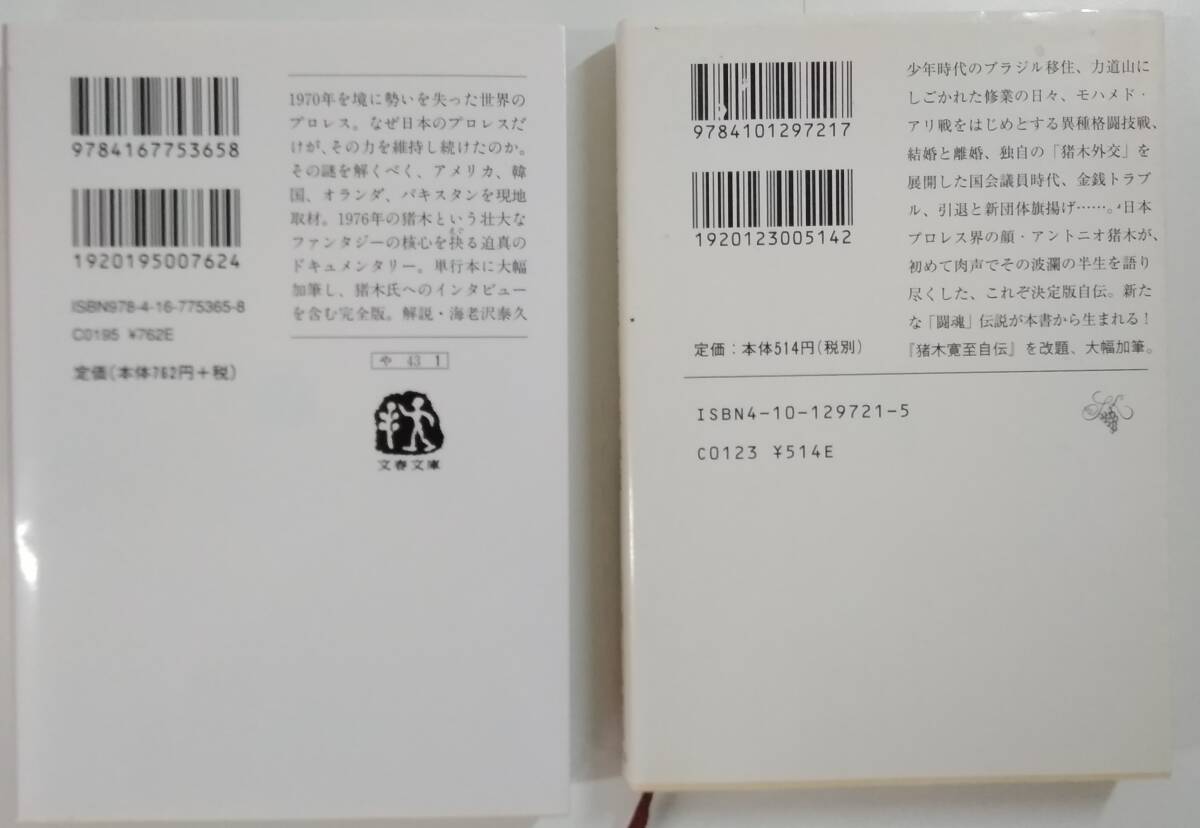 9784167753658
1920195007624
ISBN978-4-16-775365-8
C0195 ¥762E
定価(本体762円+税)
1970年を境に勢いを失った世界の
プロレス。なぜ日本のプロレスだ
けが、その力を維持し続けたのか。
その謎を解くべく、アメリカ、韓
国、オランダ、パキスタンを現地
取材。1976年の猪木という壮大な
ファンタジーの核心を抉る迫真の
ドキュメンタリー。単行本に大幅
加筆し、猪木氏へのインタビュー
を含む完全版。解説・海老沢泰久
や 43 1
文春文庫
9784101297217
1920123005142
定価：本体514円(税別)
少年時代のブラジル移住、力道山に
しごかれた修業の日々、モハメド・
アリ戦をはじめとする異種格闘技戦、
結婚と離婚、独自の「猪木外交」を
展開した国会議員時代、金銭トラブ
ル、引退と新団体旗揚げ……。日本
プロレス界の顔・アントニオ猪木が、
初めて肉声でその波瀾の半生を語り
尽くした、これぞ決定版自伝。新た
な「闘魂」伝説が本書から生まれる！
『猪木寛至自伝』を改題、大幅加筆。
ISBN4-10-129721-5
C0123 ¥514E